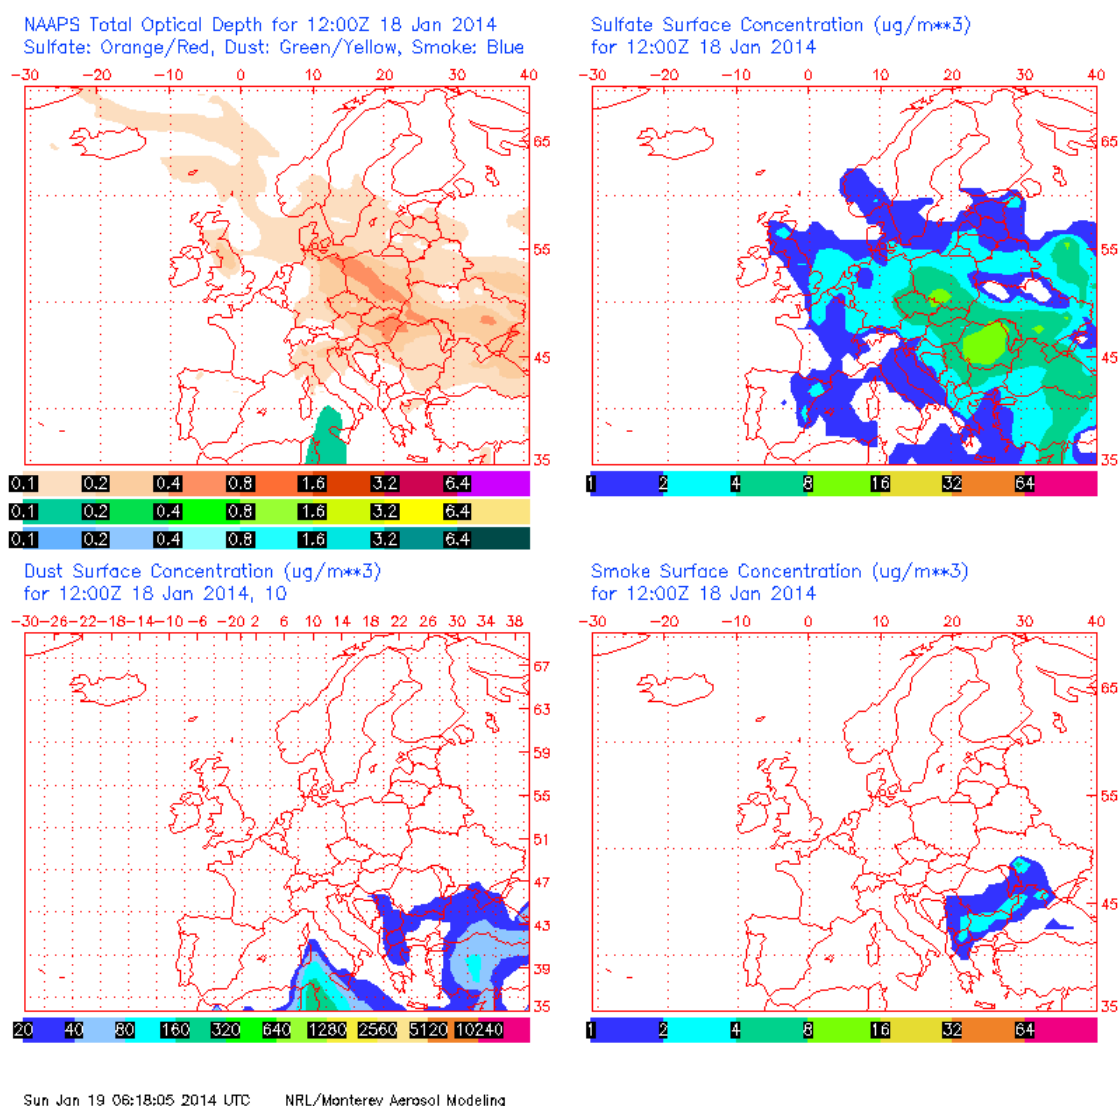 NAAPS Total Optical Depth for 12:00Z 18 Jan 2014
Sulfate: Orange/Red, Dust: Green/Yellow, Smoke: Blue
-30 -20 -10 0 10 20 30 40
65
55
45
35
0.1 0.2 0.4 0.8 1.6 3.2 6.4
0.1 0.2 0.4 0.8 1.6 3.2 6.4
0.1 0.2 0.4 0.8 1.6 3.2 6.4
Sulfate Surface Concentration (ug/m**3)
for 12:00Z 18 Jan 2014
-30 -20 -10 0 10 20 30 40
65
55
45
35
1 2 4 8 16 32 64
Dust Surface Concentration (ug/m**3)
for 12:00Z 18 Jan 2014, 10
-30 -26 -22 -18 -14 -10 -6 -2 2 6 10 14 18 22 26 30 34 38
67
63
59
55
51
47
43
39
35
20 40 80 160 320 640 1280 2560 5120 10240
Smoke Surface Concentration (ug/m**3)
for 12:00Z 18 Jan 2014
-30 -20 -10 0 10 20 30 40
65
55
45
35
1 2 4 8 16 32 64
Sun Jan 19 06:18:05 2014 UTC NRL/Monterey Aerosol Modeling